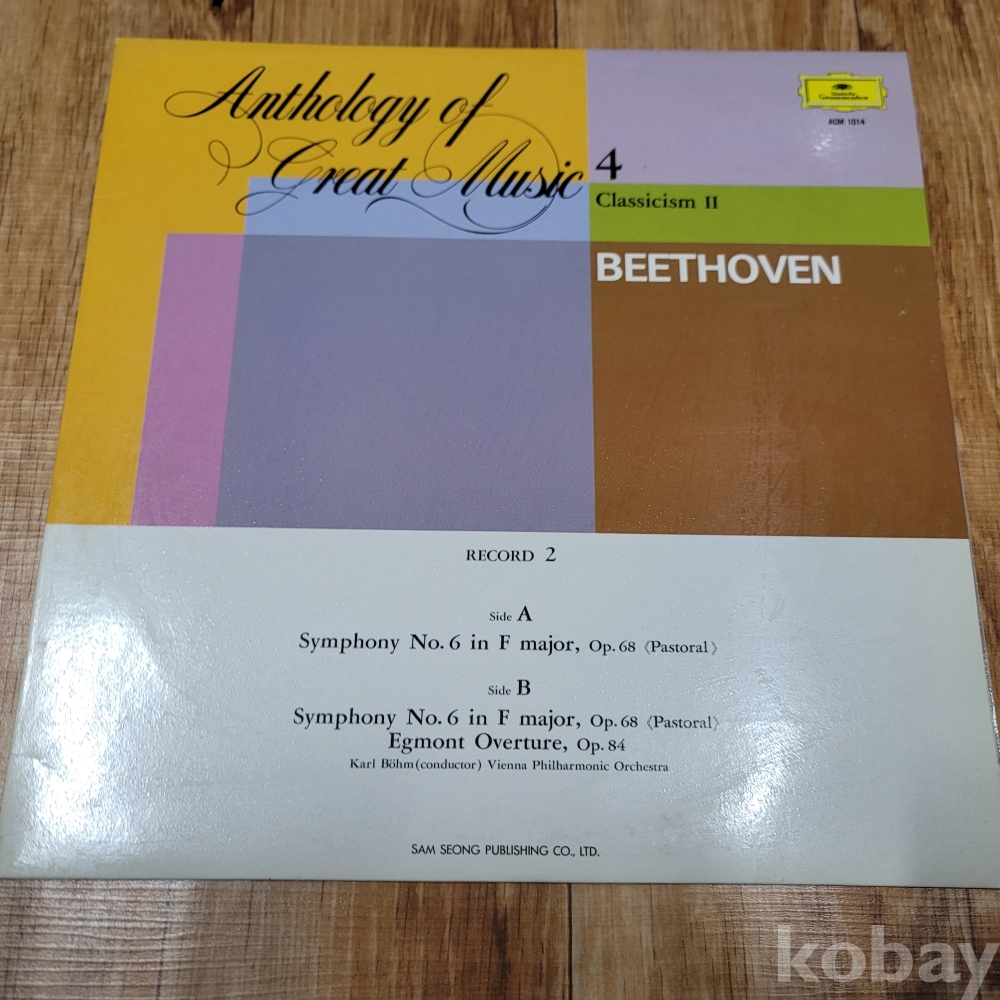 Anthology of
Great Music
4
Classicism II
BEETHOVEN
Deutsche
Grammophon
AGM 1014
RECORD 2
Side A
Symphony No. 6 in F major, Op. 68 《Pastoral》
Side B
Symphony No. 6 in F major, Op. 68 《Pastoral》
Egmont Overture, Op. 84
Karl Böhm (conductor) Vienna Philharmonic Orchestra
SAM SEONG PUBLISHING CO., LTD.
kobay